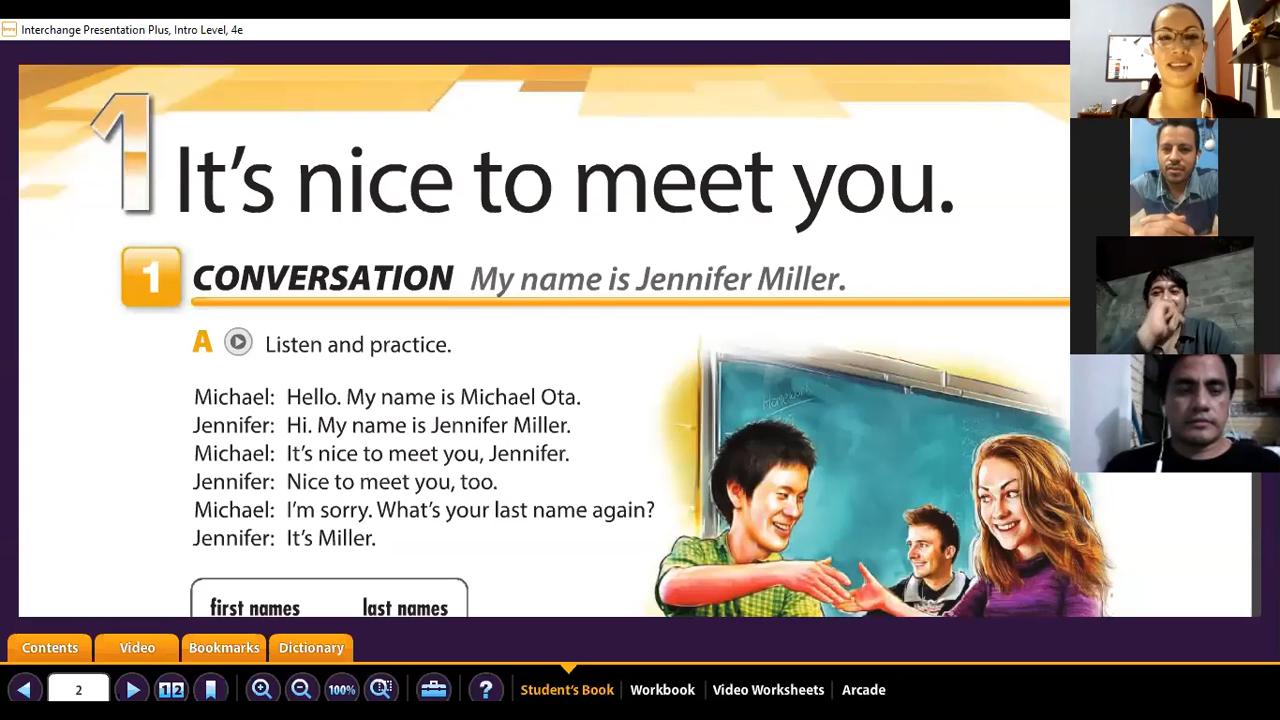 Interchange Presentation Plus, Intro Level, 4e
1
It's nice to meet you.
1 CONVERSATION My name is Jennifer Miller.
A Listen and practice.
Michael: Hello. My name is Michael Ota.
Jennifer: Hi. My name is Jennifer Miller.
Michael: It's nice to meet you, Jennifer.
Jennifer: Nice to meet you, too.
Michael: I'm sorry. What's your last name again?
Jennifer: It's Miller.
Homework
first names last names
Contents Video Bookmarks Dictionary
2 12 100% ? Student's Book Workbook Video Worksheets Arcade